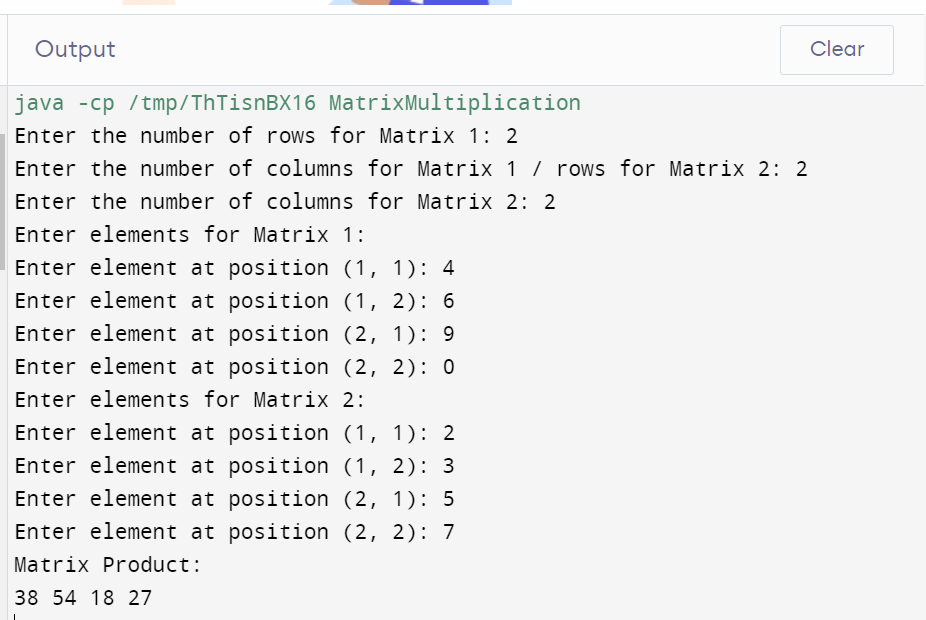 Output
Clear
java -cp /tmp/ThTisnBX16 MatrixMultiplication
Enter the number of rows for Matrix 1: 2
Enter the number of columns for Matrix 1 / rows for Matrix 2: 2
Enter the number of columns for Matrix 2: 2
Enter elements for Matrix 1:
Enter element at position (1, 1): 4
Enter element at position (1, 2): 6
Enter element at position (2, 1): 9
Enter element at position (2, 2): 0
Enter elements for Matrix 2:
Enter element at position (1, 1): 2
Enter element at position (1, 2): 3
Enter element at position (2, 1): 5
Enter element at position (2, 2): 7
Matrix Product:
38 54 18 27